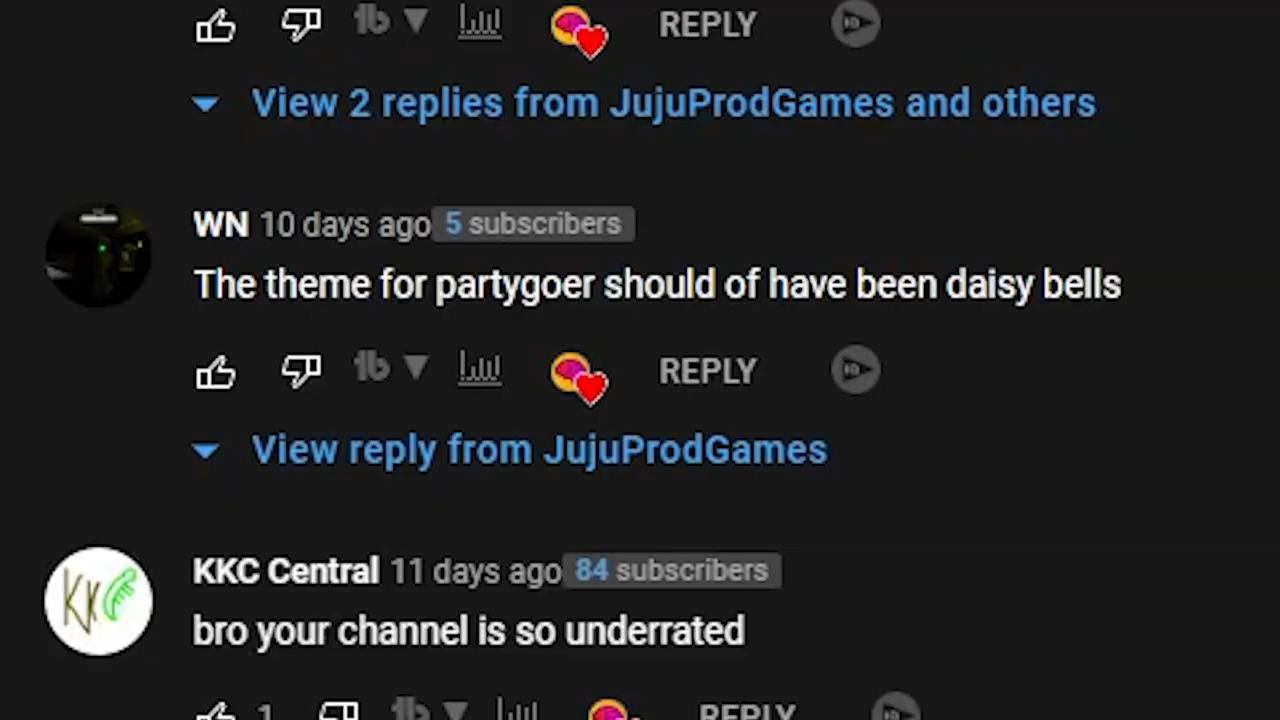 REPLY
View 2 replies from JujuProdGames and others
WN 10 days ago 5 subscribers
The theme for partygoer should of have been daisy bells
REPLY
View reply from JujuProdGames
KKC Central 11 days ago 84 subscribers
bro your channel is so underrated
1 REPLY